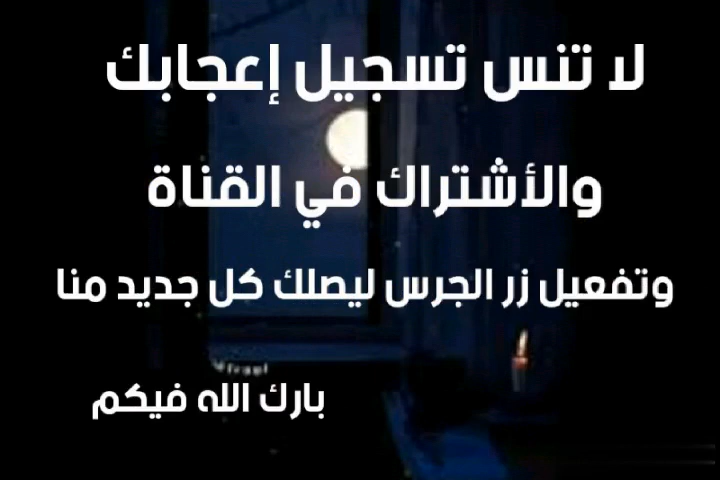 لا تنس تسجيل إعجابك
والأشتراك في القناة
وتفعيل زر الجرس ليصلك كل جديد منا
بارك الله فيكم